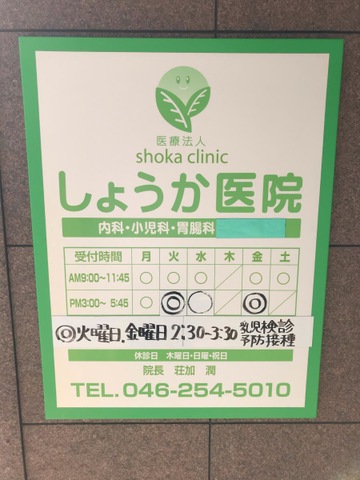 医療法人
shoka clinic
しょうか医院
内科・小児科・胃腸科
受付時間 月 火 水 木 金 土
AM9:00～11:45 ○ ○ ○ ／ ○ ○
PM3:00～ 5:45 ○ ◎ ○ ／ ◎ ／
◎火曜日.金曜日 2:30-3:30 乳児検診 予防接種
休診日 木曜日・日曜・祝日
院長 荘加 潤
TEL.046-254-5010